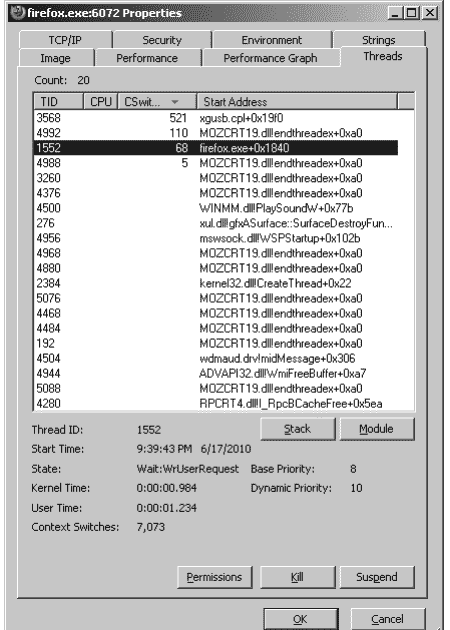 firefox.exe:6072 Properties
TCP/IP Security Environment Strings
Image Performance Performance Graph Threads
Count: 20
TID CPU CSwit... Start Address
3568 521 xgusb.cpl+0x19f0
4992 110 MOZCRT19.dll!endthreadex+0xa0
1552 68 firefox.exe+0x1840
4988 5 MOZCRT19.dll!endthreadex+0xa0
3260 MOZCRT19.dll!endthreadex+0xa0
4376 MOZCRT19.dll!endthreadex+0xa0
4500 WINMM.dll!PlaySoundW+0x77b
276 xul.dll!gfxASurface::SurfaceDestroyFun...
4956 mswsock.dll!WSPStartup+0x102b
4968 MOZCRT19.dll!endthreadex+0xa0
4880 MOZCRT19.dll!endthreadex+0xa0
2384 kernel32.dll!CreateThread+0x22
5076 MOZCRT19.dll!endthreadex+0xa0
4468 MOZCRT19.dll!endthreadex+0xa0
4484 MOZCRT19.dll!endthreadex+0xa0
192 MOZCRT19.dll!endthreadex+0xa0
4504 wdmaud.drv!midMessage+0x306
4944 ADVAPI32.dll!WmiFreeBuffer+0xa7
5088 MOZCRT19.dll!endthreadex+0xa0
4280 RPCRT4.dll!I_RpcBCacheFree+0x5ea
Thread ID: 1552 Stack Module
Start Time: 9:39:43 PM 6/17/2010
State: Wait:WrUserRequest Base Priority: 8
Kernel Time: 0:00:00.984 Dynamic Priority: 10
User Time: 0:00:01.234
Context Switches: 7,073
Permissions Kill Suspend
OK Cancel